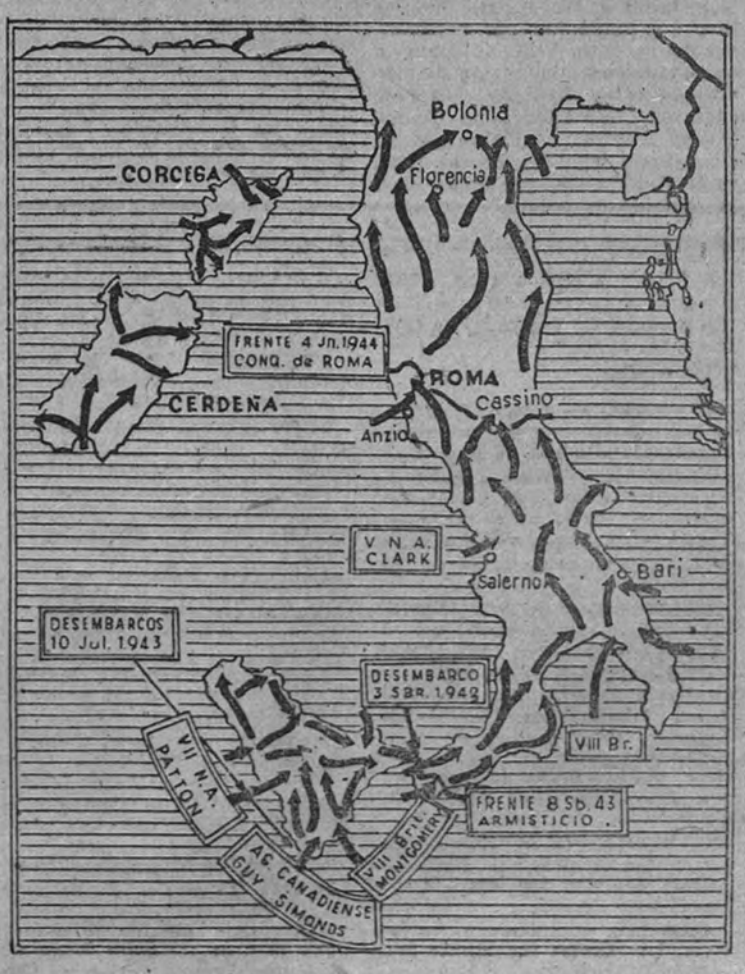 Bolonia
CORCEGA
Florencia
FRENTE 4 Jn. 1944
CONQ. de ROMA
ROMA
CERDEÑA
Cassino
Anzio
V N.A.
CLARK
Salerno
Bari
DESEMBARCOS
10 Jul. 1943
DESEMBARCO
3 SBR. 1949
VIII Br.
VII N.A.
PATTON
FRENTE 8 Sb. 43
ARMISTICIO.
VIII Brit.
MONTGOMERY
AG. CANADIENSE
GUY SIMONDS